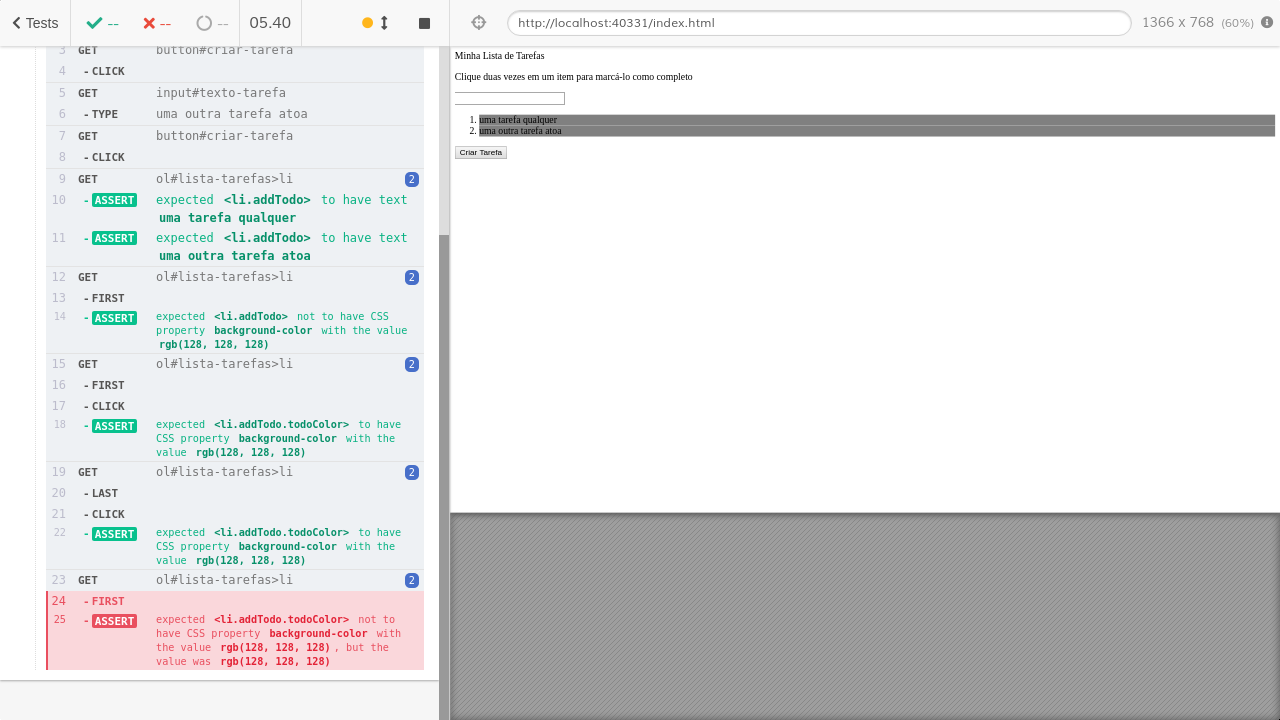 Tests -- -- -- 05.40
http://localhost:40331/index.html 1366 x 768 (60%)
3 GET button#criar-tarefa
4 - CLICK
5 GET input#texto-tarefa
6 - TYPE uma outra tarefa atoa
7 GET button#criar-tarefa
8 - CLICK
9 GET ol#lista-tarefas>li 2
10 - ASSERT expected <li.addTodo> to have text
uma tarefa qualquer
11 - ASSERT expected <li.addTodo> to have text
uma outra tarefa atoa
12 GET ol#lista-tarefas>li 2
13 - FIRST
14 - ASSERT expected <li.addTodo> not to have CSS
property background-color with the value
rgb(128, 128, 128)
15 GET ol#lista-tarefas>li 2
16 - FIRST
17 - CLICK
18 - ASSERT expected <li.addTodo.todoColor> to have
CSS property background-color with the
value rgb(128, 128, 128)
19 GET ol#lista-tarefas>li 2
20 - LAST
21 - CLICK
22 - ASSERT expected <li.addTodo.todoColor> to have
CSS property background-color with the
value rgb(128, 128, 128)
23 GET ol#lista-tarefas>li 2
24 - FIRST
25 - ASSERT expected <li.addTodo.todoColor> not to
have CSS property background-color with
the value rgb(128, 128, 128), but the
value was rgb(128, 128, 128)
Minha Lista de Tarefas
Clique duas vezes em um item para marcá-lo como completo
1. uma tarefa qualquer
2. uma outra tarefa atoa
Criar Tarefa